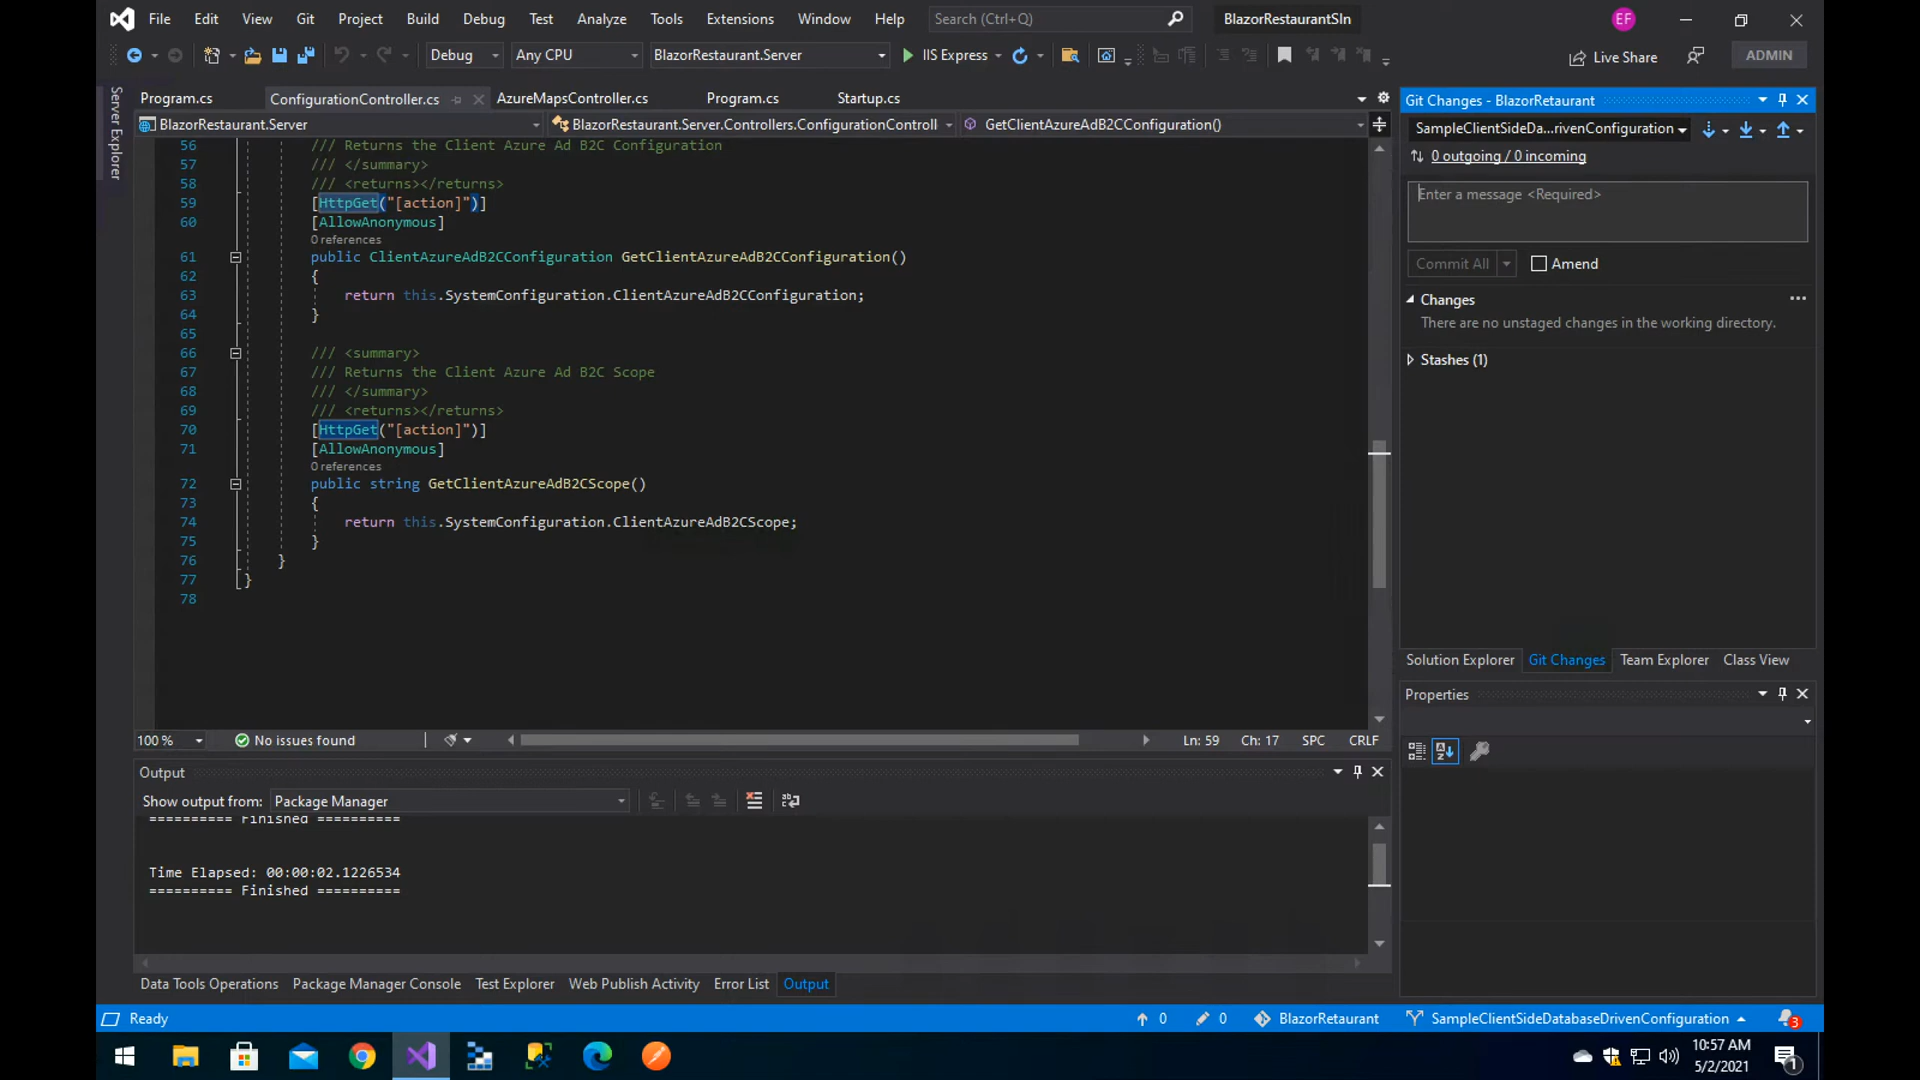 File Edit View Git Project Build Debug Test Analyze Tools Extensions Window Help Search (Ctrl+Q) BlazorRestaurantSln EF
Debug Any CPU BlazorRestaurant.Server IIS Express Live Share ADMIN
Server Explorer
Program.cs ConfigurationController.cs AzureMapsController.cs Program.cs Startup.cs
BlazorRestaurant.Server BlazorRestaurant.Server.Controllers.ConfigurationControll GetClientAzureAdB2CConfiguration()
56 /// Returns the Client Azure Ad B2C Configuration
57 /// </summary>
58 /// <returns></returns>
59 [HttpGet("[action]")]
60 [AllowAnonymous]
0 references
61 public ClientAzureAdB2CConfiguration GetClientAzureAdB2CConfiguration()
62 {
63 return this.SystemConfiguration.ClientAzureAdB2CConfiguration;
64 }
65
66 /// <summary>
67 /// Returns the Client Azure Ad B2C Scope
68 /// </summary>
69 /// <returns></returns>
70 [HttpGet("[action]")]
71 [AllowAnonymous]
0 references
72 public string GetClientAzureAdB2CScope()
73 {
74 return this.SystemConfiguration.ClientAzureAdB2CScope;
75 }
76 }
77 }
78
100 % No issues found Ln: 59 Ch: 17 SPC CRLF
Output
Show output from: Package Manager
========== Finished ==========
Time Elapsed: 00:00:02.1226534
========== Finished ==========
Data Tools Operations Package Manager Console Test Explorer Web Publish Activity Error List Output
Git Changes - BlazorRetaurant
SampleClientSideDa...rivenConfiguration
0 outgoing / 0 incoming
Enter a message <Required>
Commit All Amend
Changes
There are no unstaged changes in the working directory.
Stashes (1)
Solution Explorer Git Changes Team Explorer Class View
Properties
Ready 0 0 BlazorRetaurant SampleClientSideDatabaseDrivenConfiguration 3
10:57 AM
5/2/2021
1